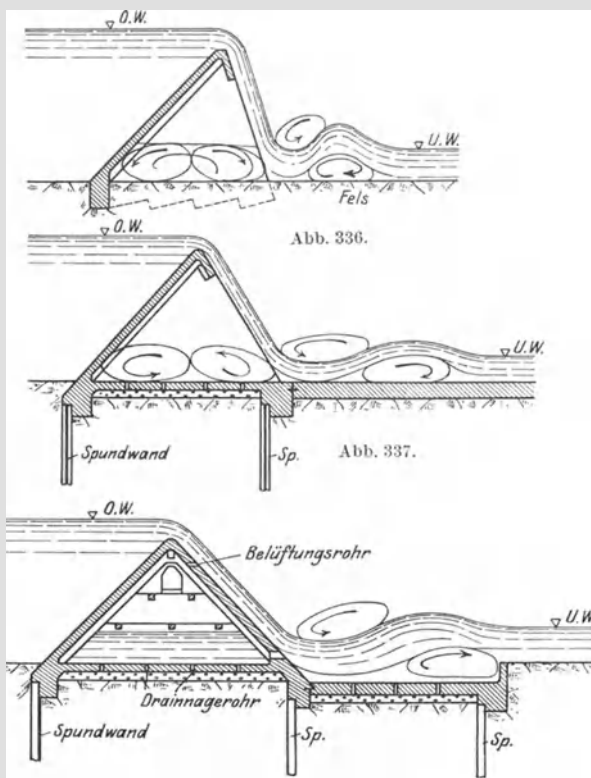 O.W.
U.W.
Fels
Abb. 336.
O.W.
U.W.
Spundwand
Sp.
Abb. 337.
O.W.
Belüftungsrohr
U.W.
Drainnagerohr
Spundwand
Sp.
Sp.